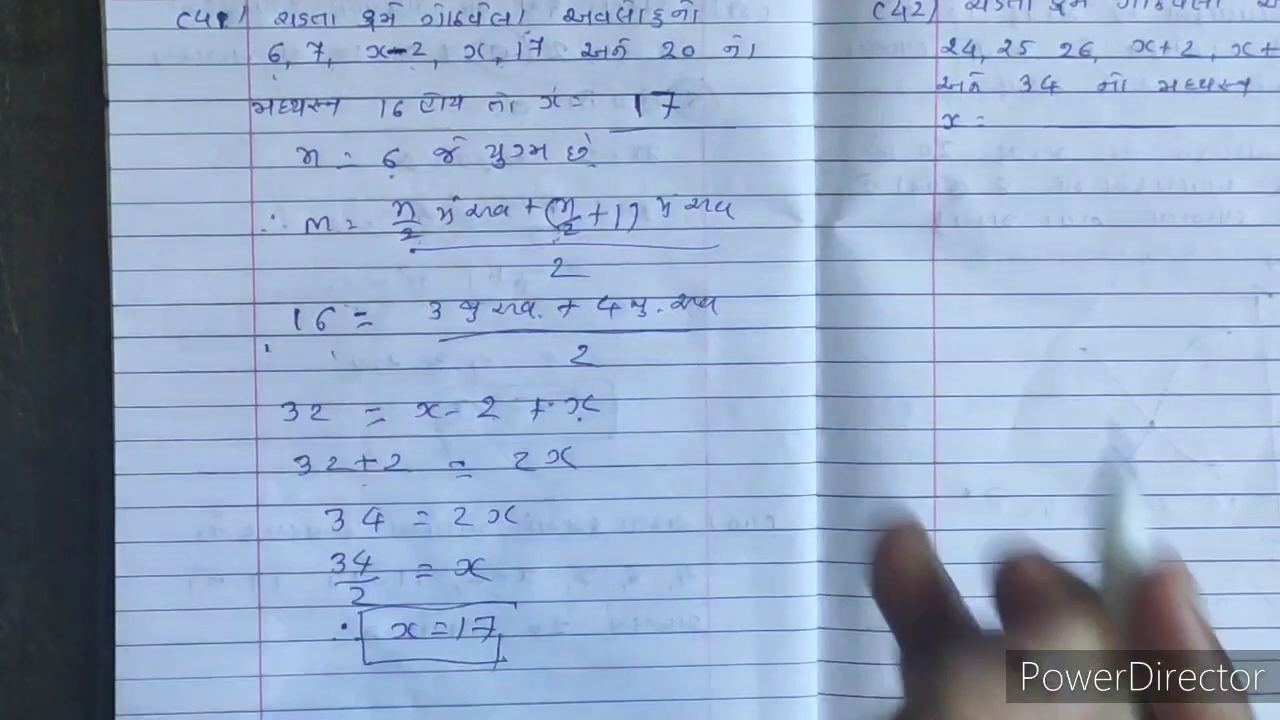 (41) ચડતા ક્રમે ગોઠવેલા અવલોકનો
6, 7, x-2, x, 17 અને 20 નો
મધ્યસ્થ 16 હોય તો x = 17
n = 6 જે યુગ્મ છે
∴ M = n/2 મું અવ + (n/2 + 1) મું અવ
2
16 = 3 જુ અવ. + 4 થુ. અવ
2
32 = x - 2 + x
32 + 2 = 2x
34 = 2x
34/2 = x
∴ x = 17
(42) ચડતા ક્રમે ગોઠવેલા
24, 25 26, x+2, x+
અને 34 નો મધ્યસ્થ
x =
PowerDirector